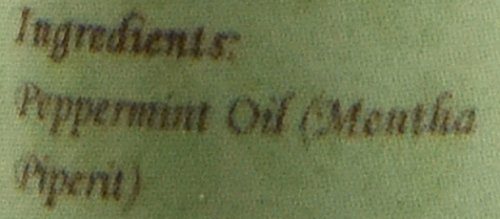 Ingredients:
Peppermint Oil (Mentha
Piperit)